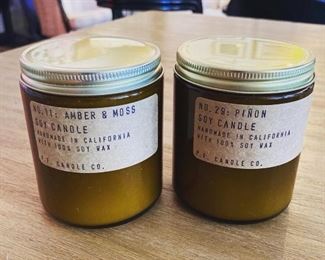 NO. 11: AMBER & MOSS
SOY CANDLE
HANDMADE IN CALIFORNIA
WITH 100% SOY WAX
P.F. CANDLE CO.
NO. 29: PIÑON
SOY CANDLE
HANDMADE IN CALIFORNIA
WITH 100% SOY WAX
P.F. CANDLE CO.